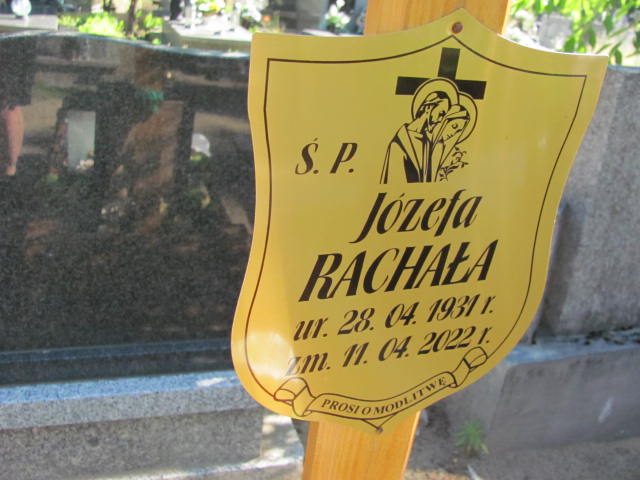 Ś. P.
Józefa
RACHAŁA
ur. 28. 04. 1931 r.
zm. 11. 04. 2022 r.
PROSI O MODLITWĘ